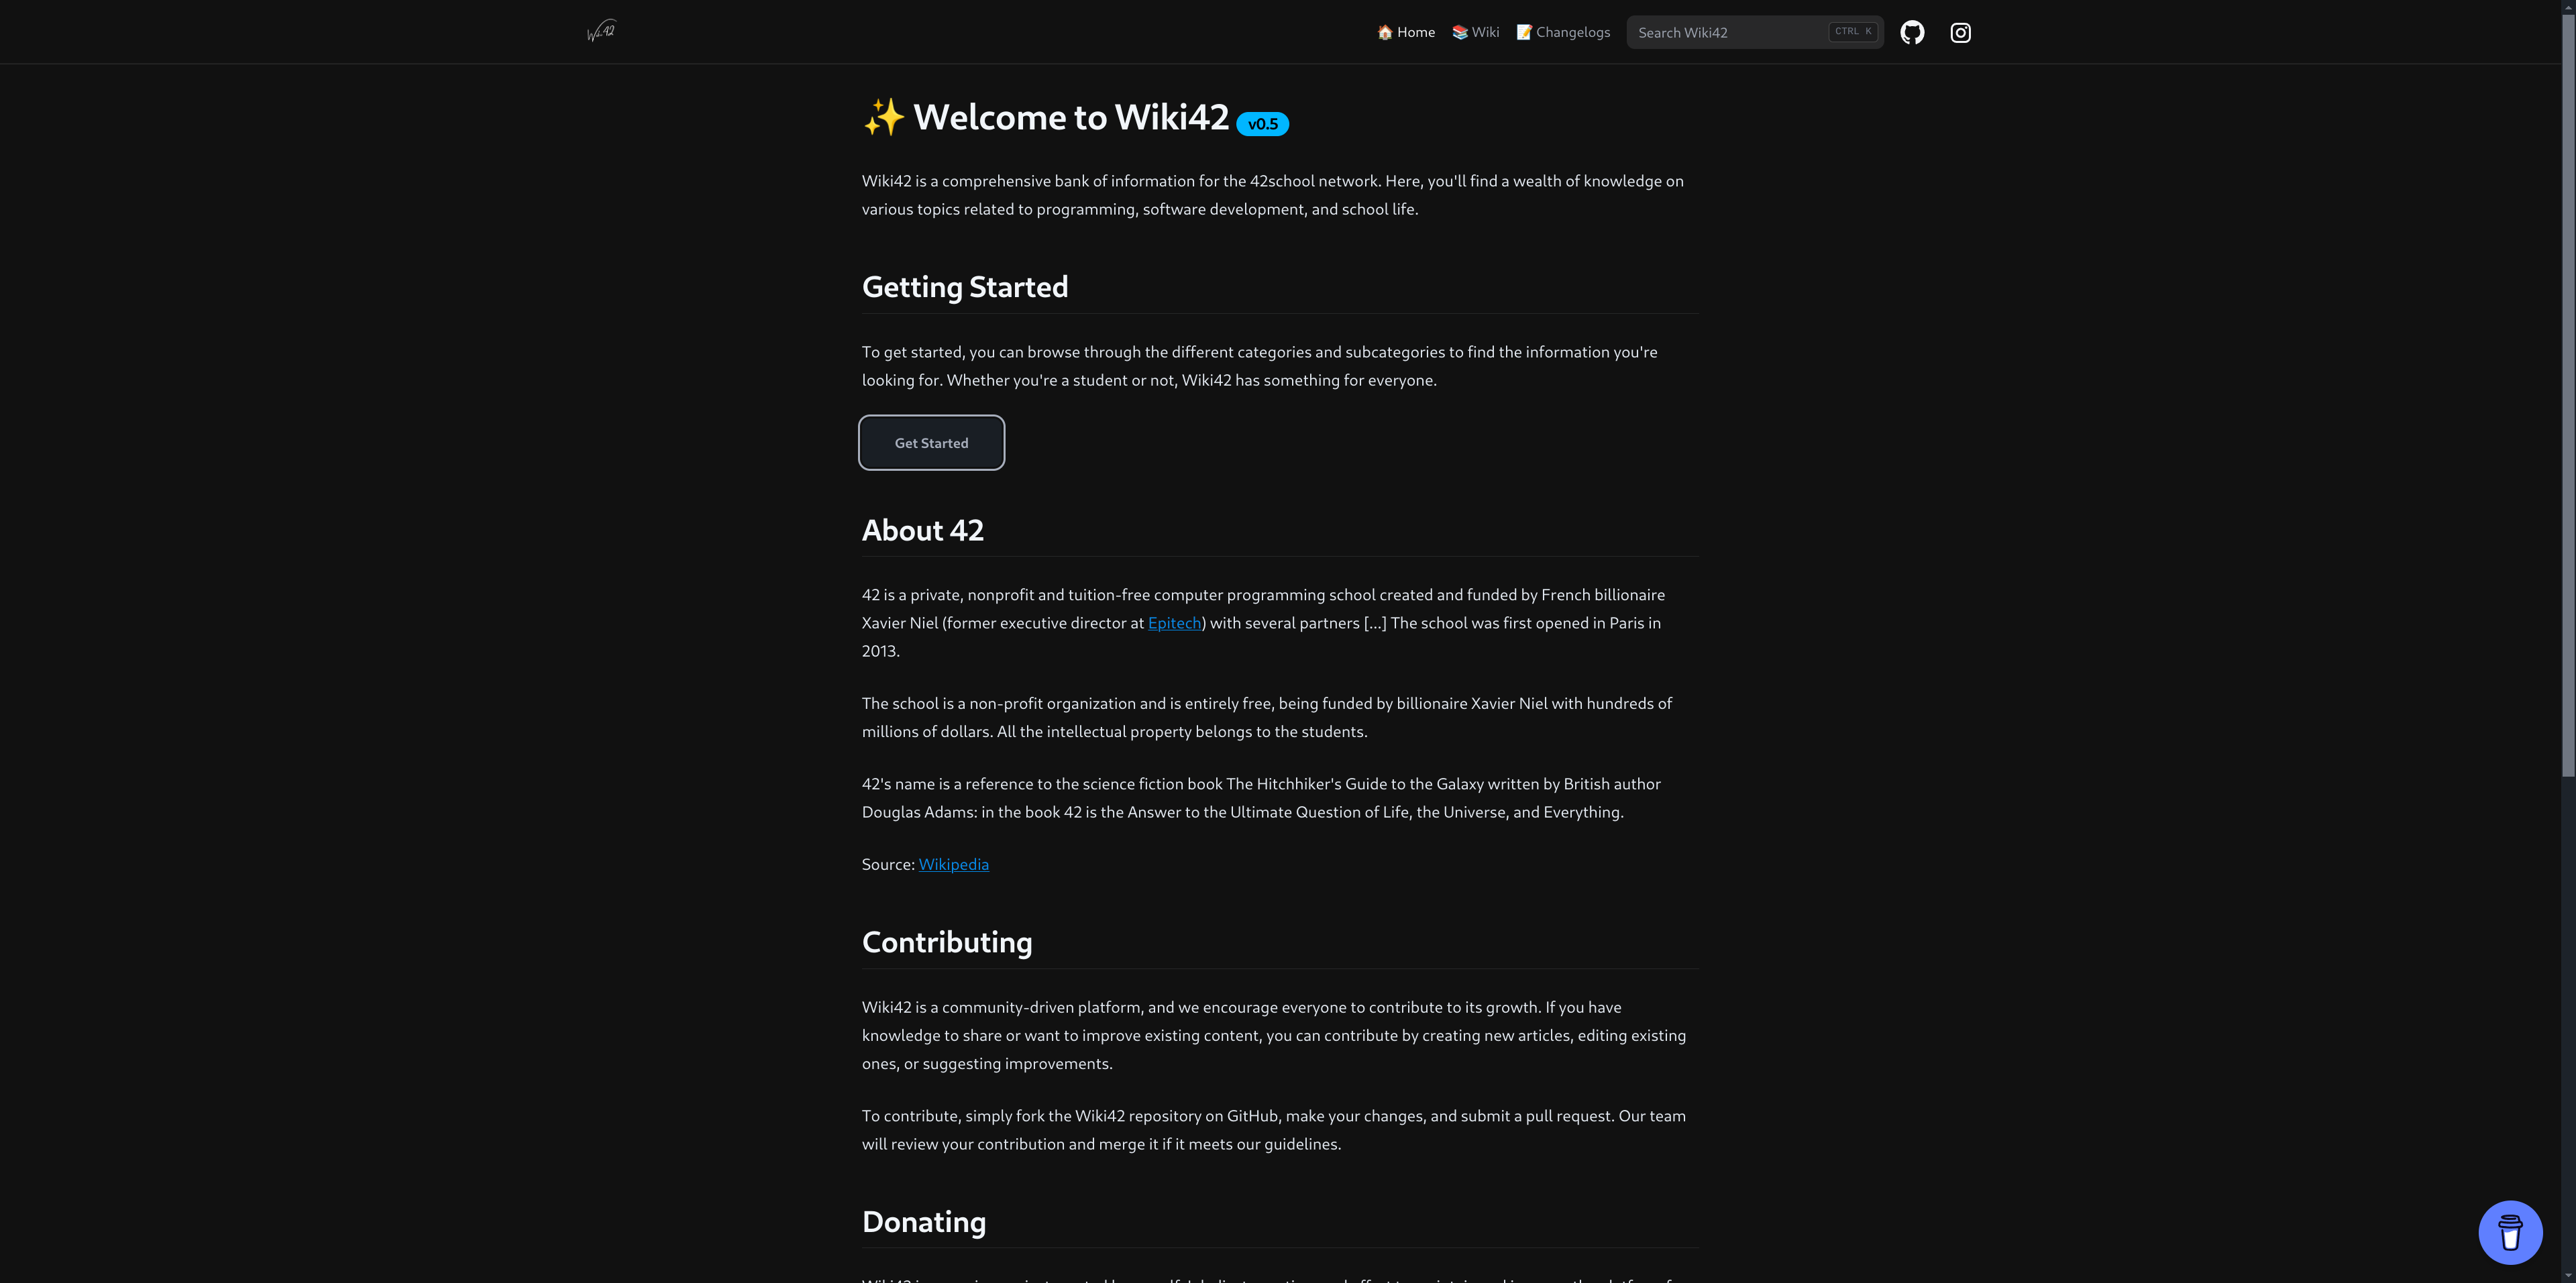 Wiki42
🏠 Home
📚 Wiki
📝 Changelogs
Search Wiki42
CTRL K
✨ Welcome to Wiki42 v0.5
Wiki42 is a comprehensive bank of information for the 42school network. Here, you'll find a wealth of knowledge on
various topics related to programming, software development, and school life.
Getting Started
To get started, you can browse through the different categories and subcategories to find the information you're
looking for. Whether you're a student or not, Wiki42 has something for everyone.
Get Started
About 42
42 is a private, nonprofit and tuition-free computer programming school created and funded by French billionaire
Xavier Niel (former executive director at Epitech) with several partners [...] The school was first opened in Paris in
2013.
The school is a non-profit organization and is entirely free, being funded by billionaire Xavier Niel with hundreds of
millions of dollars. All the intellectual property belongs to the students.
42's name is a reference to the science fiction book The Hitchhiker's Guide to the Galaxy written by British author
Douglas Adams: in the book 42 is the Answer to the Ultimate Question of Life, the Universe, and Everything.
Source: Wikipedia
Contributing
Wiki42 is a community-driven platform, and we encourage everyone to contribute to its growth. If you have
knowledge to share or want to improve existing content, you can contribute by creating new articles, editing existing
ones, or suggesting improvements.
To contribute, simply fork the Wiki42 repository on GitHub, make your changes, and submit a pull request. Our team
will review your contribution and merge it if it meets our guidelines.
Donating